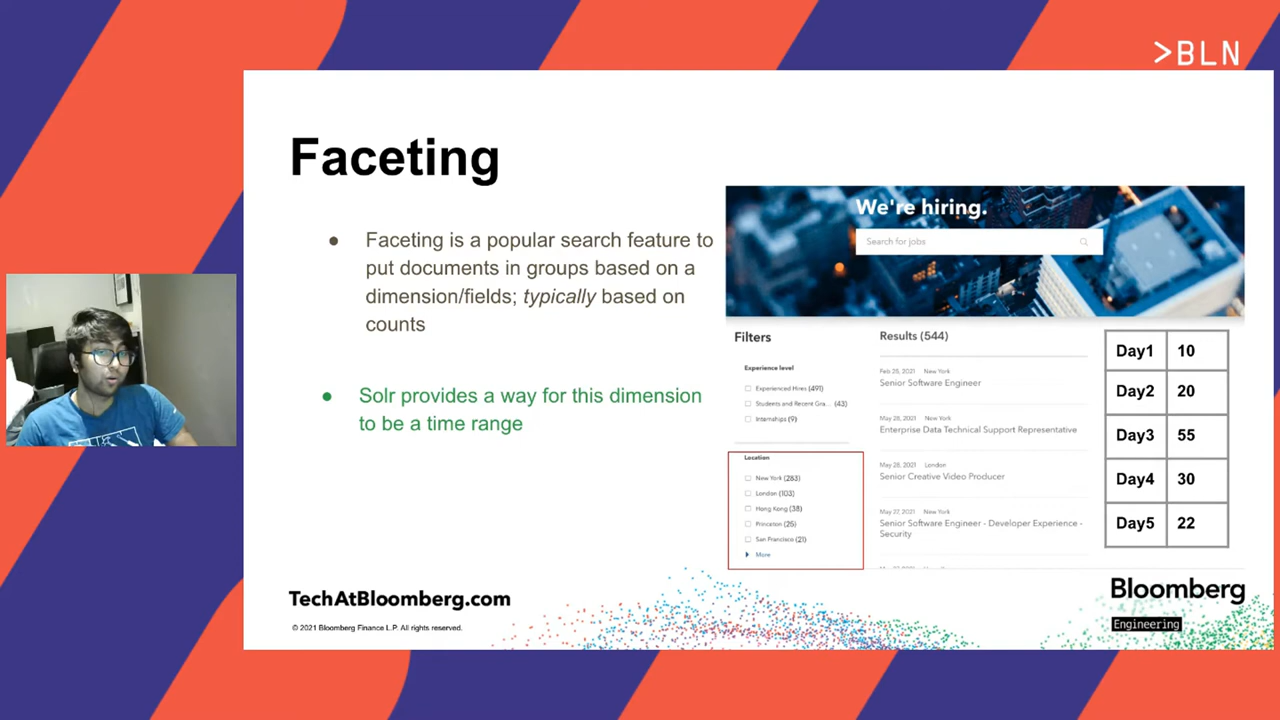 >BLN
Faceting
● Faceting is a popular search feature to
put documents in groups based on a
dimension/fields; typically based on
counts
● Solr provides a way for this dimension
to be a time range
We're hiring.
Search for jobs
Filters
Experience level
Experienced Hires (491)
Students and Recent Gra... (43)
Internships (9)
Location
New York (263)
London (103)
Hong Kong (38)
Princeton (25)
San Francisco (21)
More
Results (544)
New York
Senior Software Engineer
May 28, 2021 New York
Enterprise Data Technical Support Representative
May 28, 2021 London
Senior Creative Video Producer
May 27, 2021 New York
Senior Software Engineer - Developer Experience -
Security
Day1 10
Day2 20
Day3 55
Day4 30
Day5 22
TechAtBloomberg.com
© 2021 Bloomberg Finance L.P. All rights reserved.
Bloomberg
Engineering